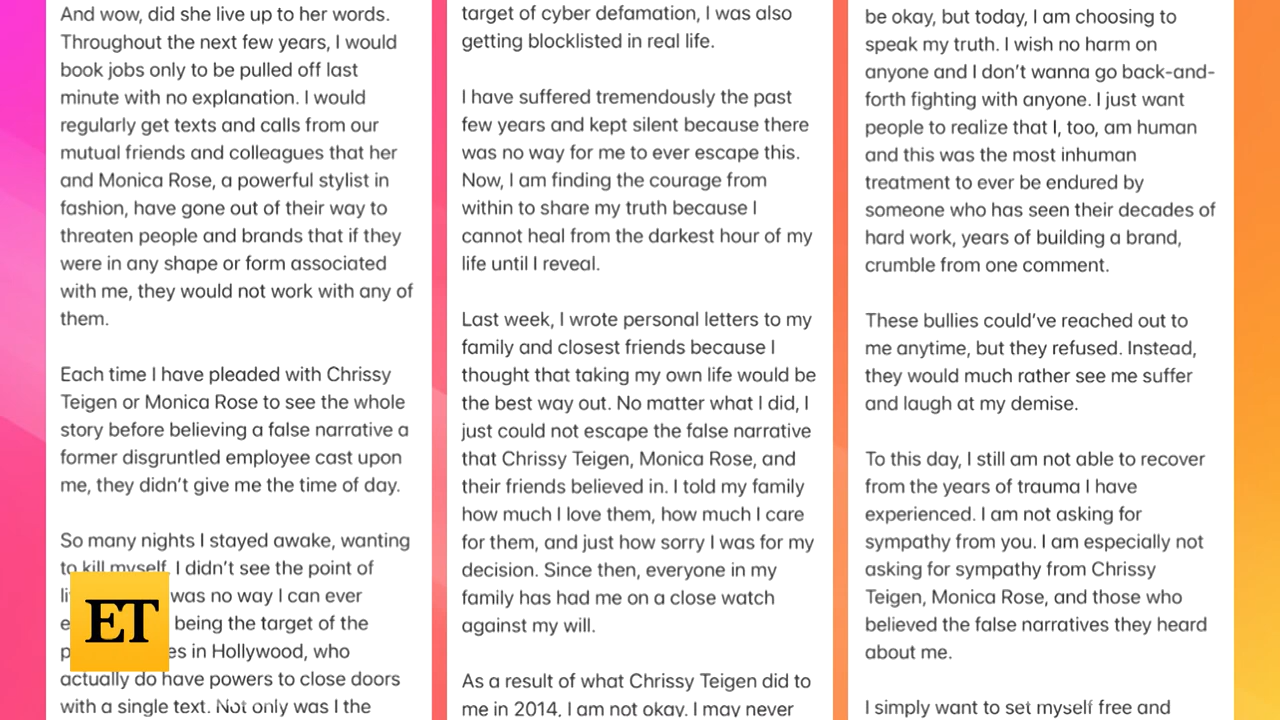 And wow, did she live up to her words.
Throughout the next few years, I would
book jobs only to be pulled off last
minute with no explanation. I would
regularly get texts and calls from our
mutual friends and colleagues that her
and Monica Rose, a powerful stylist in
fashion, have gone out of their way to
threaten people and brands that if they
were in any shape or form associated
with me, they would not work with any of
them.
Each time I have pleaded with Chrissy
Teigen or Monica Rose to see the whole
story before believing a false narrative a
former disgruntled employee cast upon
me, they didn't give me the time of day.
So many nights I stayed awake, wanting
to kill myself. I didn't see the point of
was no way I can ever
being the target of the
in Hollywood, who
actually do have powers to close doors
with a single text. Not only was I the
ET
target of cyber defamation, I was also
getting blocklisted in real life.
I have suffered tremendously the past
few years and kept silent because there
was no way for me to ever escape this.
Now, I am finding the courage from
within to share my truth because I
cannot heal from the darkest hour of my
life until I reveal.
Last week, I wrote personal letters to my
family and closest friends because I
thought that taking my own life would be
the best way out. No matter what I did, I
just could not escape the false narrative
that Chrissy Teigen, Monica Rose, and
their friends believed in. I told my family
how much I love them, how much I care
for them, and just how sorry I was for my
decision. Since then, everyone in my
family has had me on a close watch
against my will.
As a result of what Chrissy Teigen did to
me in 2014, I am not okay. I may never
be okay, but today, I am choosing to
speak my truth. I wish no harm on
anyone and I don't wanna go back-and-
forth fighting with anyone. I just want
people to realize that I, too, am human
and this was the most inhuman
treatment to ever be endured by
someone who has seen their decades of
hard work, years of building a brand,
crumble from one comment.
These bullies could've reached out to
me anytime, but they refused. Instead,
they would much rather see me suffer
and laugh at my demise.
To this day, I still am not able to recover
from the years of trauma I have
experienced. I am not asking for
sympathy from you. I am especially not
asking for sympathy from Chrissy
Teigen, Monica Rose, and those who
believed the false narratives they heard
about me.
I simply want to set myself free and